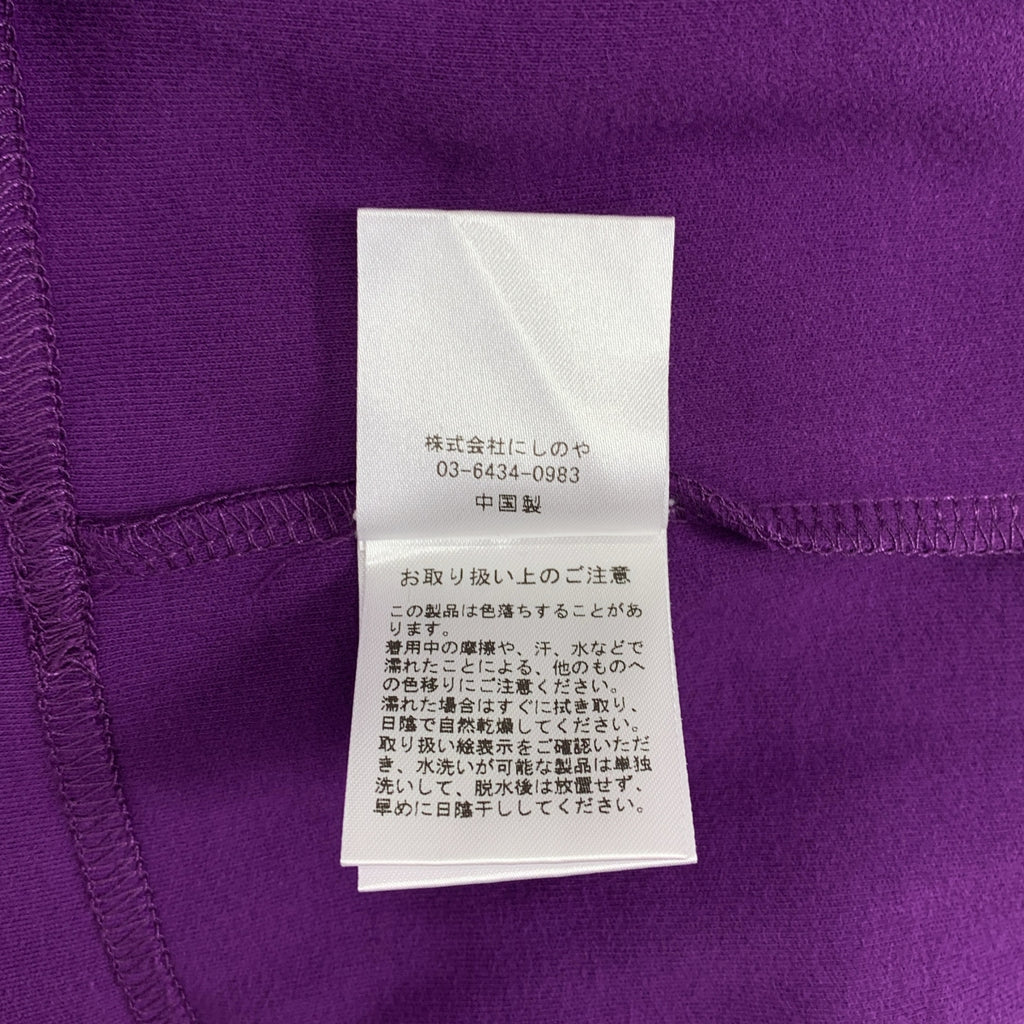 株式会社にしのや
03-6434-0983
中国製
お取り扱い上のご注意
この製品は色落ちすることがあ
ります。
着用中の摩擦や、汗、水などで
濡れたことによる、他のものへ
の色移りにご注意ください。
濡れた場合はすぐに拭き取り、
日陰で自然乾燥してください。
取り扱い絵表示をご確認いただ
き、水洗いが可能な製品は単独
洗いして、脱水後は放置せず、
早めに日陰干ししてください。